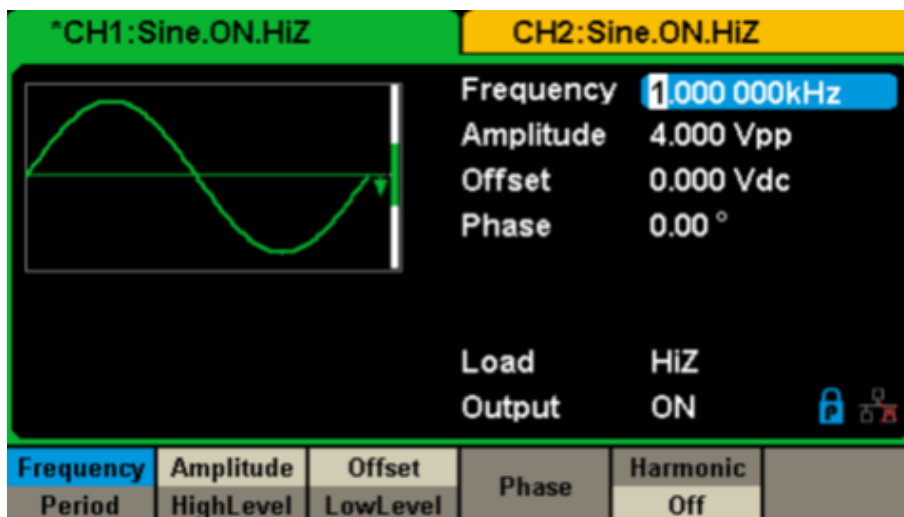 *CH1:Sine.ON.HiZ
CH2:Sine.ON.HiZ
Frequency 1.000 000kHz
Amplitude 4.000 Vpp
Offset 0.000 Vdc
Phase 0.00 °
Load HiZ
Output ON
P
Frequency Amplitude Offset Phase Harmonic
Period HighLevel LowLevel Off